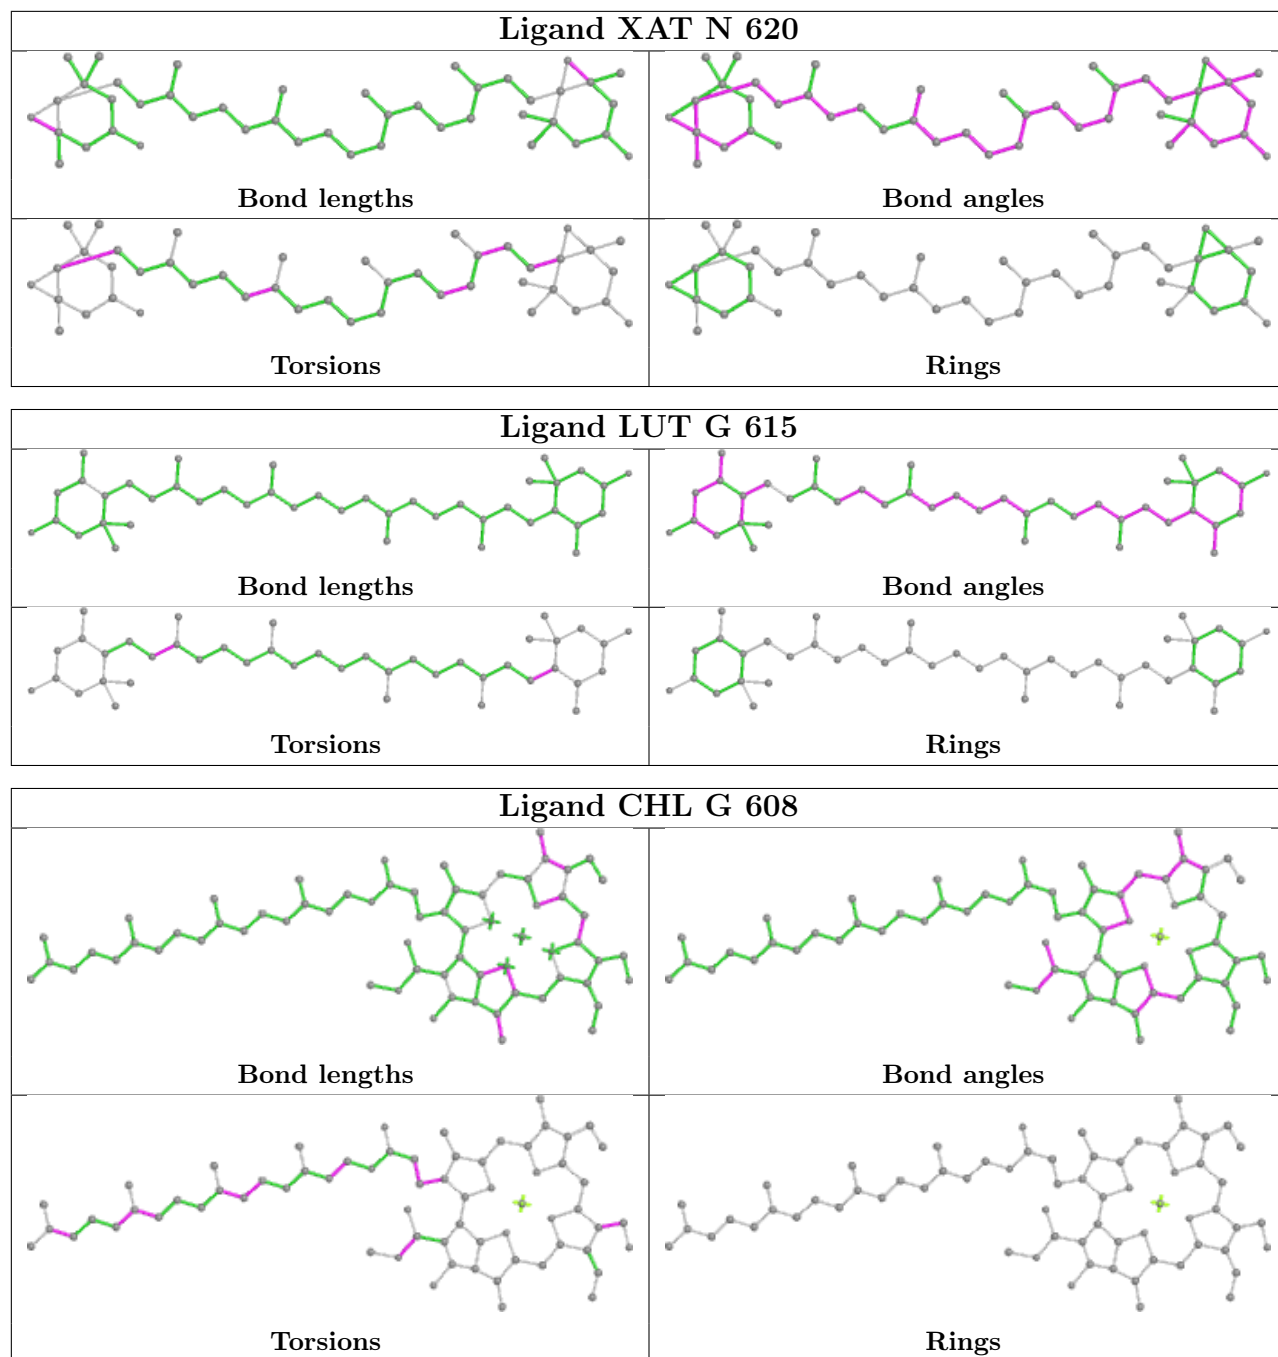 Ligand XAT N 620
Bond lengths
Bond angles
Torsions
Rings
Ligand LUT G 615
Bond lengths
Bond angles
Torsions
Rings
Ligand CHL G 608
Bond lengths
Bond angles
Torsions
Rings